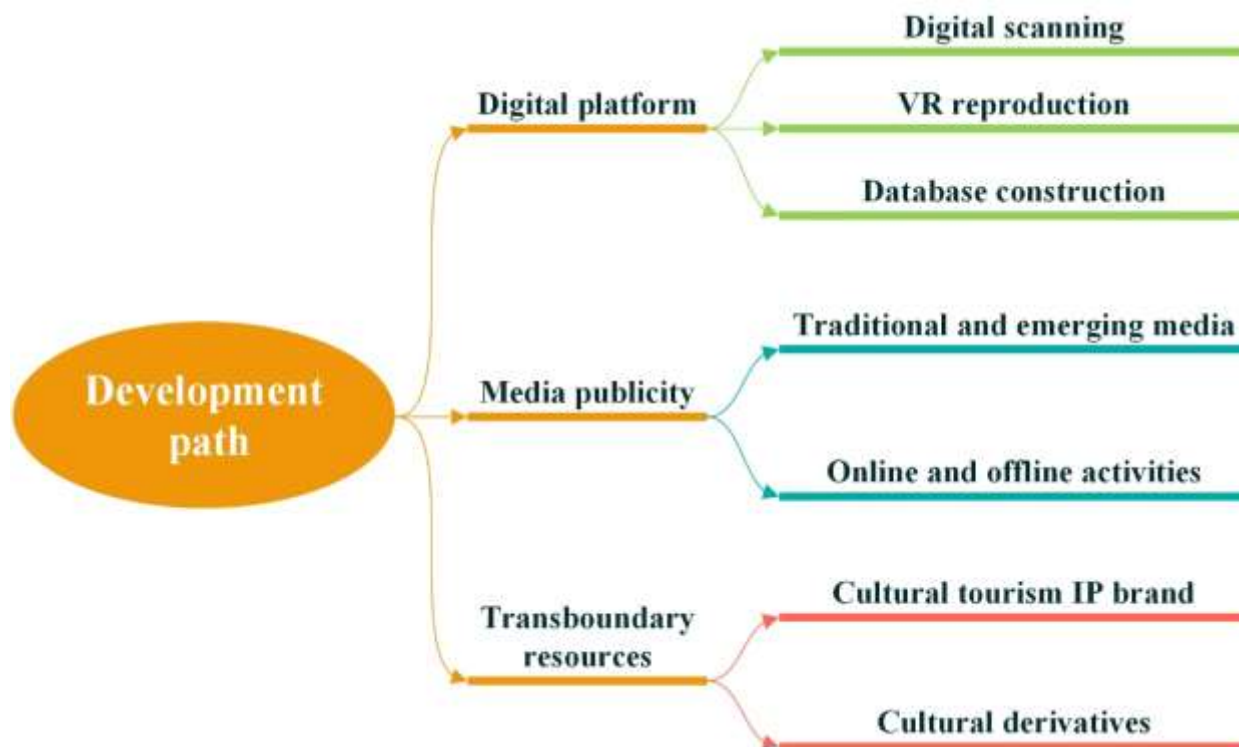 Development
path
Digital platform
Digital scanning
VR reproduction
Database construction
Media publicity
Traditional and emerging media
Online and offline activities
Transboundary
resources
Cultural tourism IP brand
Cultural derivatives